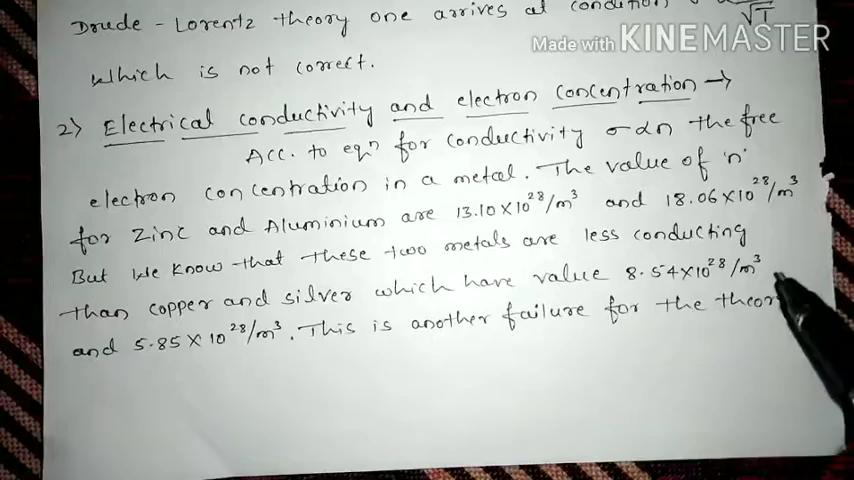 Drude - Lorentz theory one arrives at condition
√T
Made with KINEMASTER
which is not correct.
2) Electrical conductivity and electron concentration →
Acc. to eqn for conductivity σ α n the free
electron concentration in a metal. The value of 'n'
for Zinc and Aluminium are 13.10×10²⁸/m³ and 18.06×10²⁸/m³
But we know that these two metals are less conducting
than copper and silver which have value 8.54×10²⁸/m³
and 5.85×10²⁸/m³. This is another failure for the theor